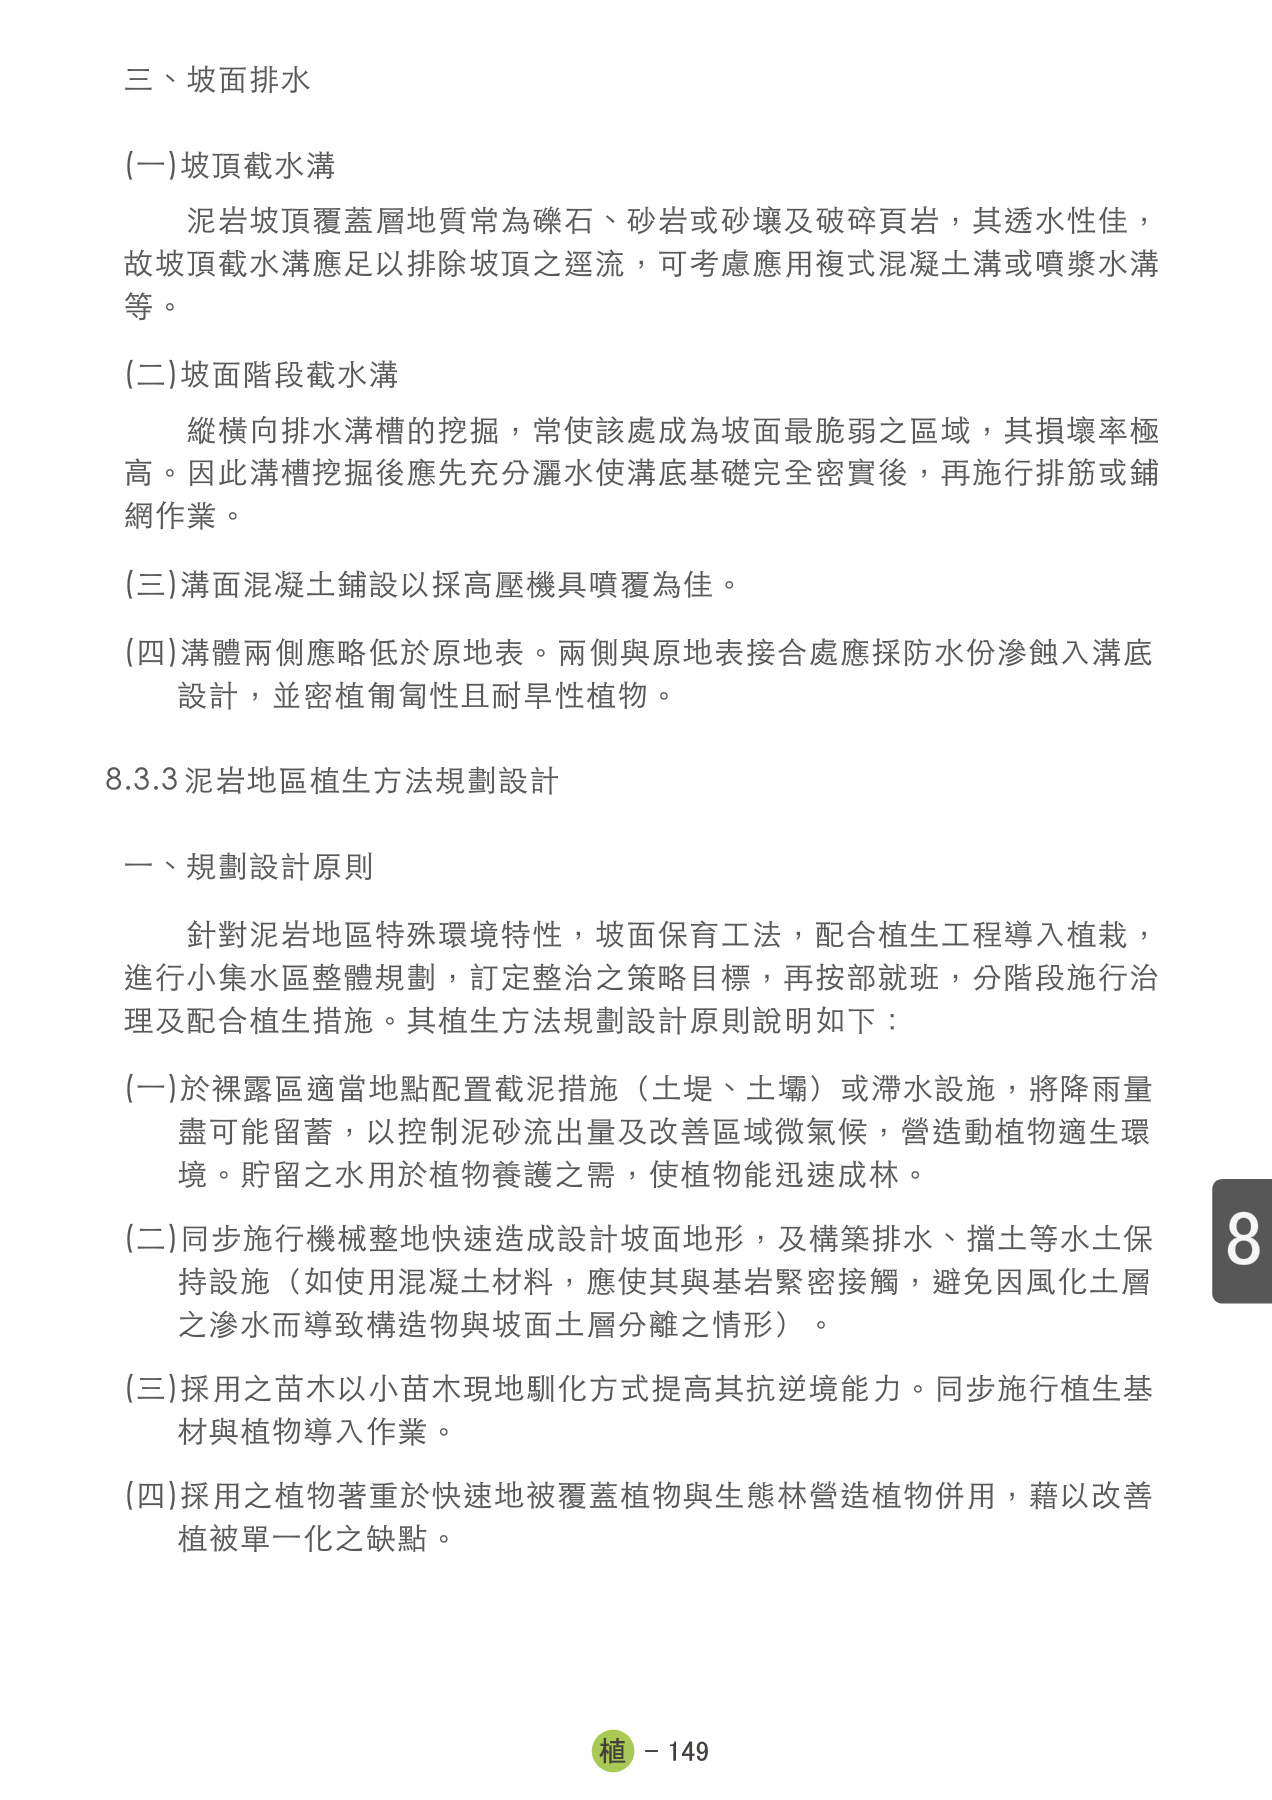 三、坡面排水
(一)坡頂截水溝
泥岩坡頂覆蓋層地質常為礫石、砂岩或砂壤及破碎頁岩，其透水性佳，
故坡頂截水溝應足以排除坡頂之逕流，可考慮應用複式混凝土溝或噴漿水溝
等。
(二)坡面階段截水溝
縱橫向排水溝槽的挖掘，常使該處成為坡面最脆弱之區域，其損壞率極
高。因此溝槽挖掘後應先充分灑水使溝底基礎完全密實後，再施行排筋或鋪
網作業。
(三)溝面混凝土鋪設以採高壓機具噴覆為佳。
(四)溝體兩側應略低於原地表。兩側與原地表接合處應採防水份滲蝕入溝底
設計，並密植匍匐性且耐旱性植物。
8.3.3泥岩地區植生方法規劃設計
一、規劃設計原則
針對泥岩地區特殊環境特性，坡面保育工法，配合植生工程導入植栽，
進行小集水區整體規劃，訂定整治之策略目標，再按部就班，分階段施行治
理及配合植生措施。其植生方法規劃設計原則說明如下：
(一)於裸露區適當地點配置截泥措施（土堤、土壩）或滯水設施，將降雨量
盡可能留蓄，以控制泥砂流出量及改善區域微氣候，營造動植物適生環
境。貯留之水用於植物養護之需，使植物能迅速成林。
(二)同步施行機械整地快速造成設計坡面地形，及構築排水、擋土等水土保
持設施（如使用混凝土材料，應使其與基岩緊密接觸，避免因風化土層
之滲水而導致構造物與坡面土層分離之情形）。
(三)採用之苗木以小苗木現地馴化方式提高其抗逆境能力。同步施行植生基
材與植物導入作業。
(四)採用之植物著重於快速地被覆蓋植物與生態林營造植物併用，藉以改善
植被單一化之缺點。
8
植 – 149